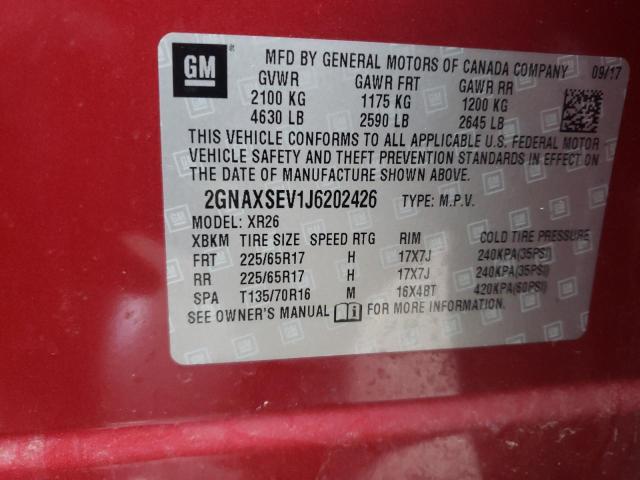 GM
MFD BY GENERAL MOTORS OF CANADA COMPANY 09/17
GVWR GAWR FRT GAWR RR
2100 KG 1175 KG 1200 KG
4630 LB 2590 LB 2645 LB
THIS VEHICLE CONFORMS TO ALL APPLICABLE U.S. FEDERAL MOTOR
VEHICLE SAFETY AND THEFT PREVENTION STANDARDS IN EFFECT ON
THE DATE OF MANUFACTURE SHOWN ABOVE.
2GNAXSEV1J6202426 TYPE: M.P.V.
MODEL: XR26
XBKM TIRE SIZE SPEED RTG RIM COLD TIRE PRESSURE
FRT 225/65R17 H 17X7J 240KPA(35PSI)
RR 225/65R17 H 17X7J 240KPA(35PSI)
SPA T135/70R16 M 16X4BT 420KPA(60PSI)
SEE OWNER'S MANUAL FOR MORE INFORMATION.